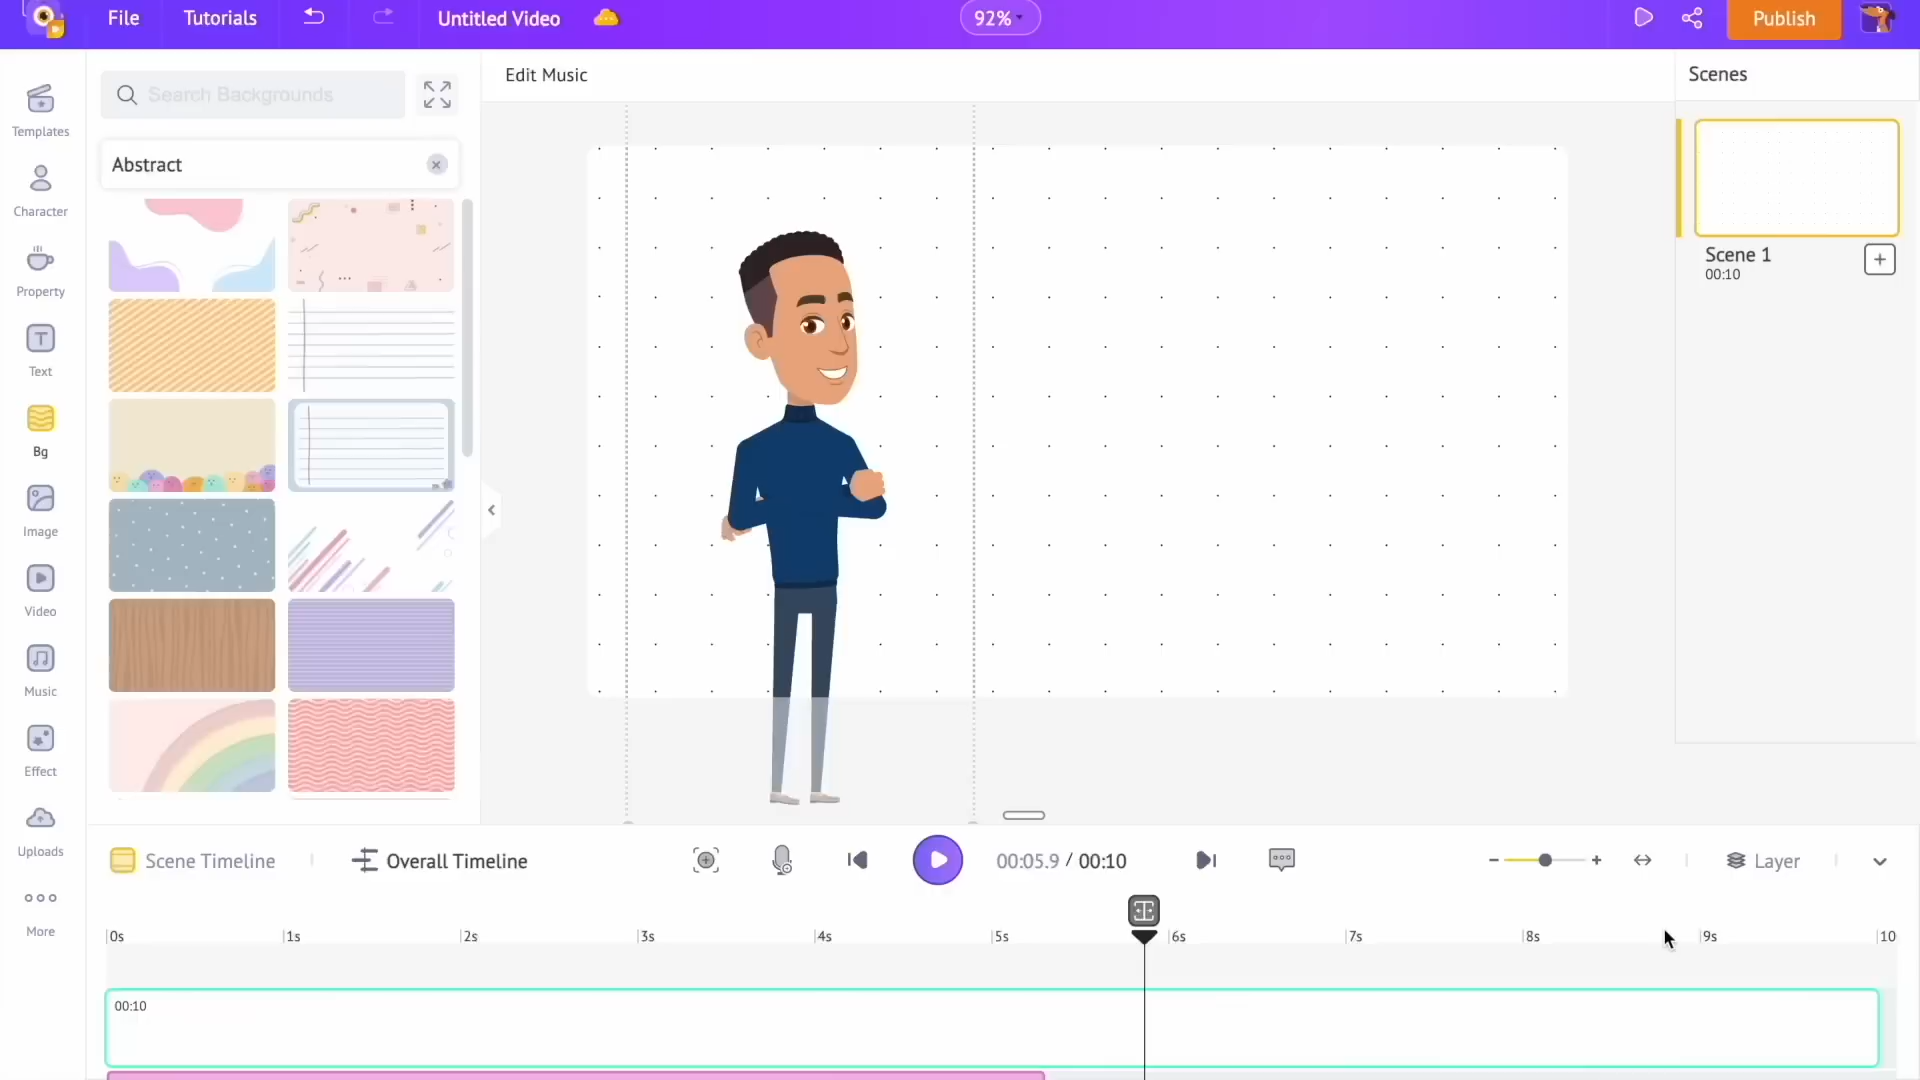 File
Tutorials
Untitled Video
92%
Publish
Templates
Character
Property
Text
Bg
Image
Video
Music
Effect
Uploads
More
Search Backgrounds
Abstract
Edit Music
Scenes
Scene 1
00:10
Scene Timeline
Overall Timeline
00:05.9 / 00:10
Layer
0s 1s 2s 3s 4s 5s 6s 7s 8s 9s 10
00:10